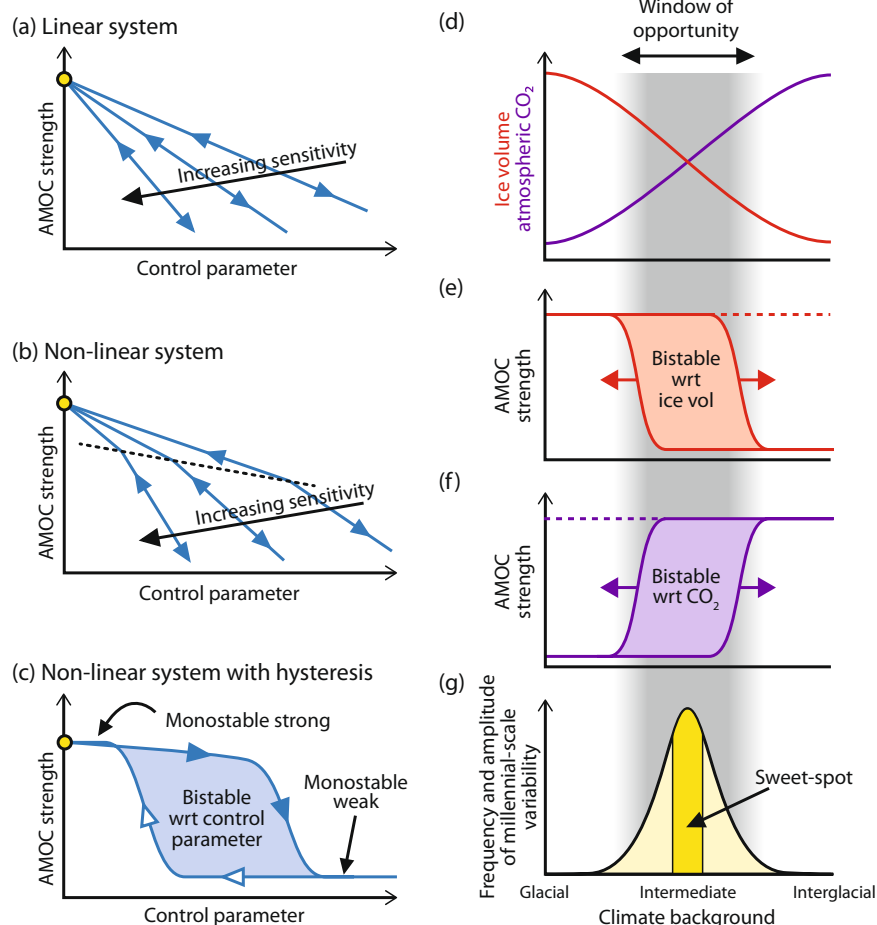 (a) Linear system
AMOC strength
Increasing sensitivity
Control parameter
(b) Non-linear system
AMOC strength
Increasing sensitivity
Control parameter
(c) Non-linear system with hysteresis
Monostable strong
AMOC strength
Bistable
wrt control
parameter
Monostable
weak
Control parameter
(d)
Window of
opportunity
Ice volume
atmospheric CO₂
(e)
AMOC
strength
Bistable
wrt
ice vol
(f)
AMOC
strength
Bistable
wrt CO₂
(g)
Frequency and amplitude
of millennial-scale
variability
Sweet-spot
Glacial
Intermediate
Interglacial
Climate background